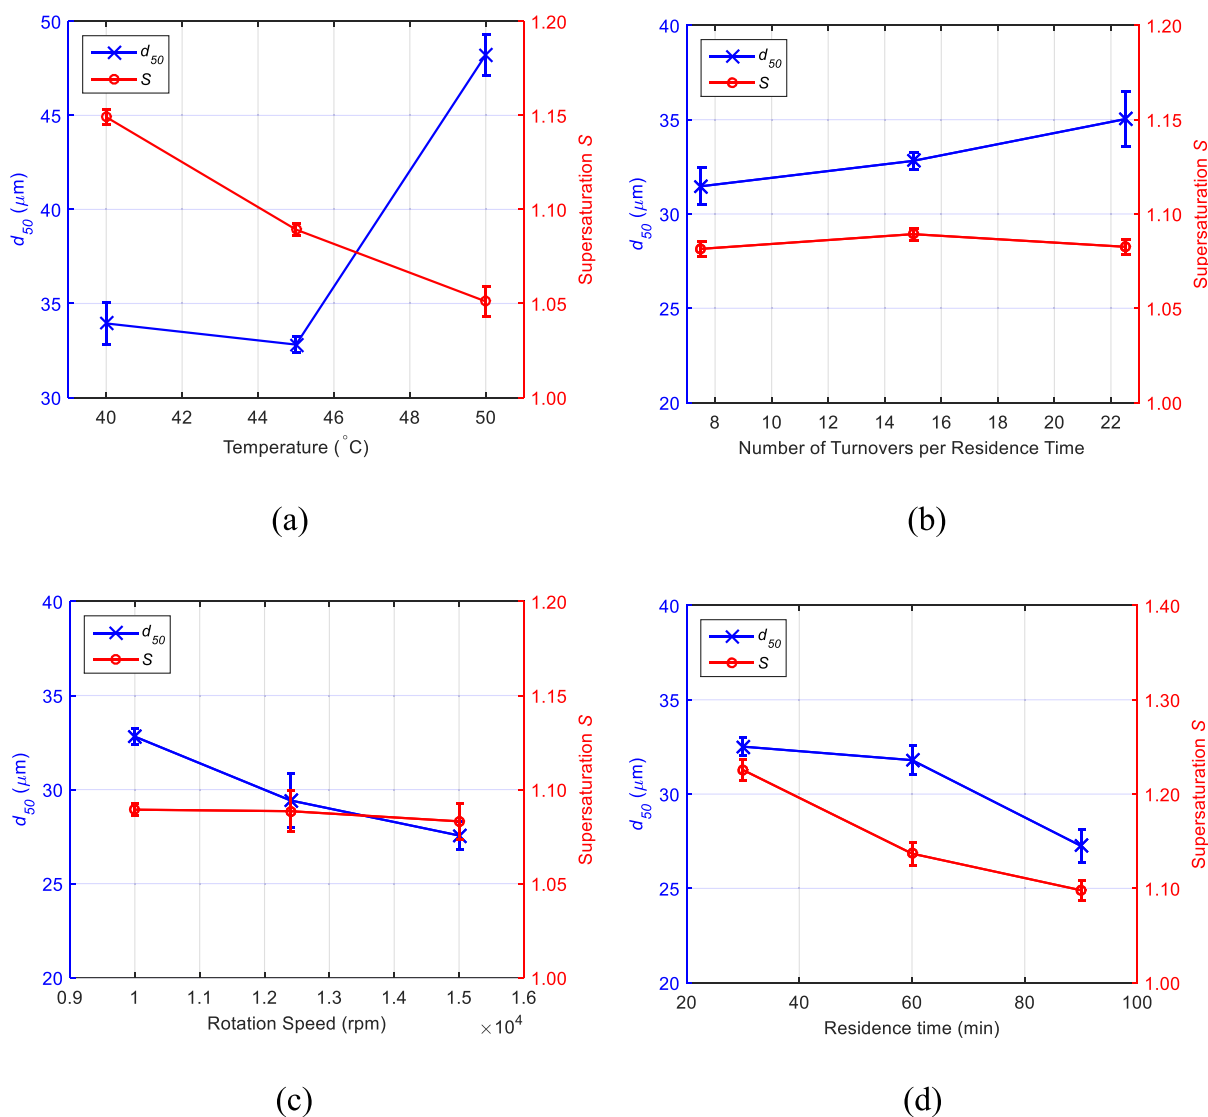 50
45
40
35
30
d50 (μm)
d50
S
1.20
1.15
1.10
1.05
1.00
Supersaturation S
40 42 44 46 48 50
Temperature (°C)
(a)
40
35
30
25
20
d50 (μm)
d50
S
1.20
1.15
1.10
1.05
1.00
Supersaturation S
8 10 12 14 16 18 20 22
Number of Turnovers per Residence Time
(b)
40
35
30
25
20
d50 (μm)
d50
S
1.20
1.15
1.10
1.05
1.00
Supersaturation S
0.9 1 1.1 1.2 1.3 1.4 1.5 1.6
Rotation Speed (rpm)
×10⁴
(c)
40
35
30
25
20
d50 (μm)
d50
S
1.40
1.30
1.20
1.10
1.00
Supersaturation S
20 40 60 80 100
Residence time (min)
(d)